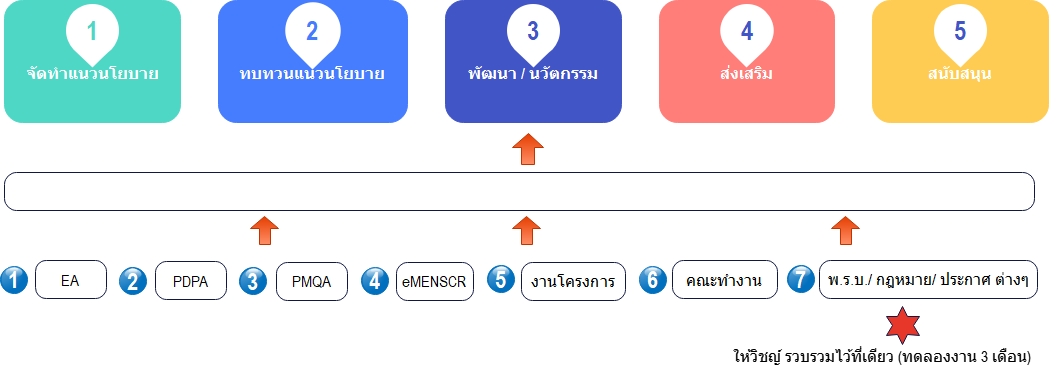 1
จัดทำแนวนโยบาย
2
ทบทวนแนวนโยบาย
3
พัฒนา / นวัตกรรม
4
ส่งเสริม
5
สนับสนุน
1 EA
2 PDPA
3 PMQA
4 eMENSCR
5 งานโครงการ
6 คณะทำงาน
7 พ.ร.บ./ กฎหมาย/ ประกาศ ต่างๆ
ให้วิชญ์ รวบรวมไว้ที่เดียว (ทดลองงาน 3 เดือน)